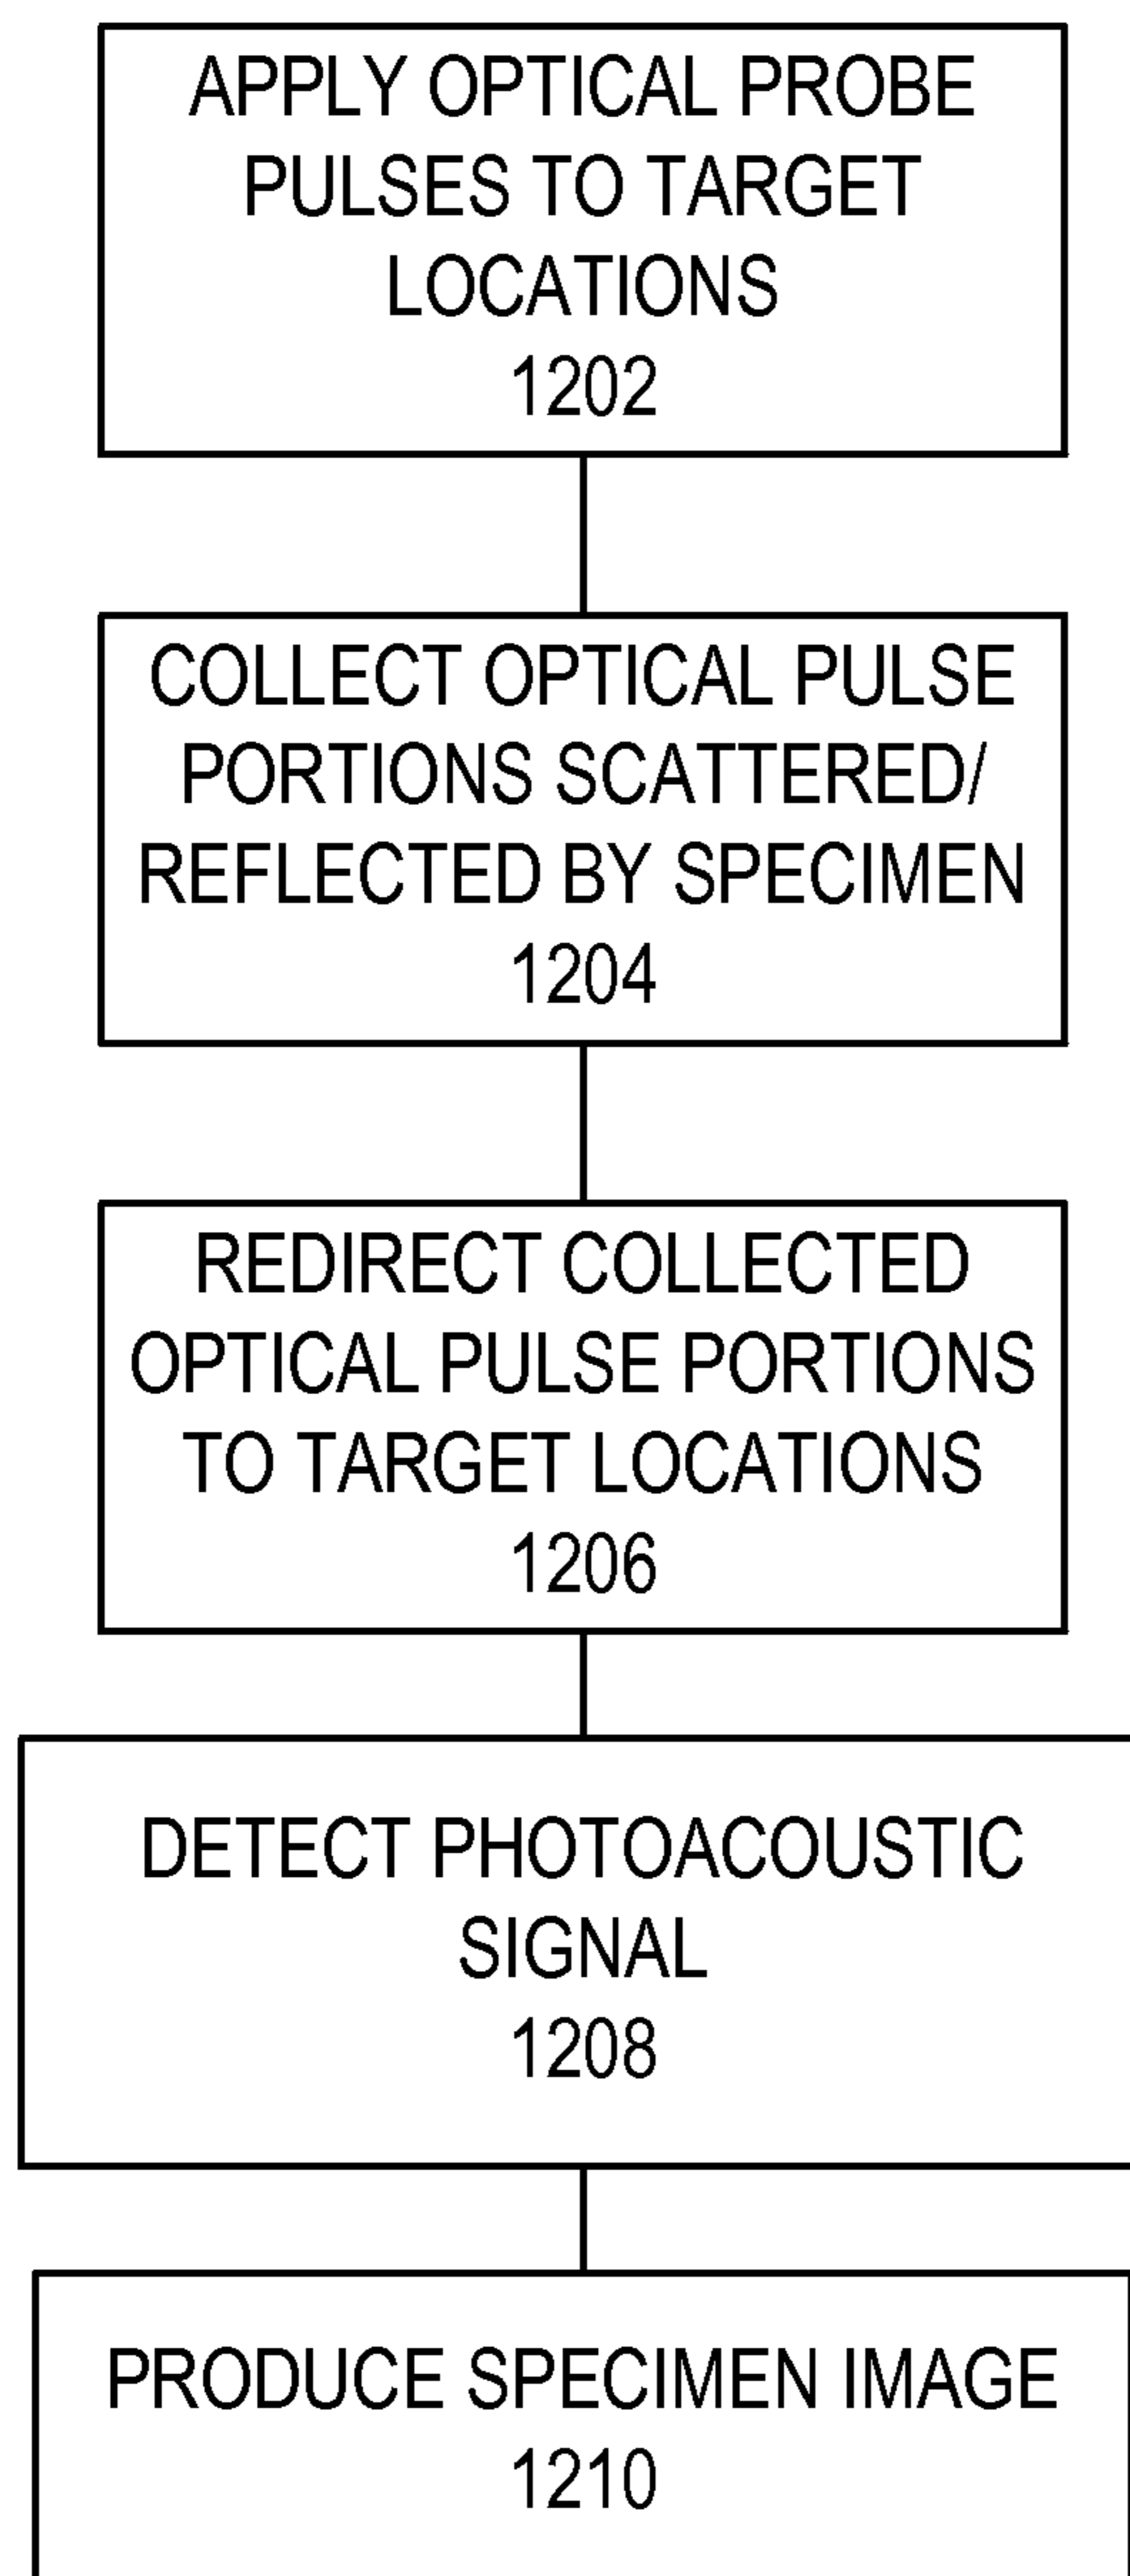 APPLY OPTICAL PROBE
PULSES TO TARGET
LOCATIONS
1202
COLLECT OPTICAL PULSE
PORTIONS SCATTERED/
REFLECTED BY SPECIMEN
1204
REDIRECT COLLECTED
OPTICAL PULSE PORTIONS
TO TARGET LOCATIONS
1206
DETECT PHOTOACOUSTIC
SIGNAL
1208
PRODUCE SPECIMEN IMAGE
1210